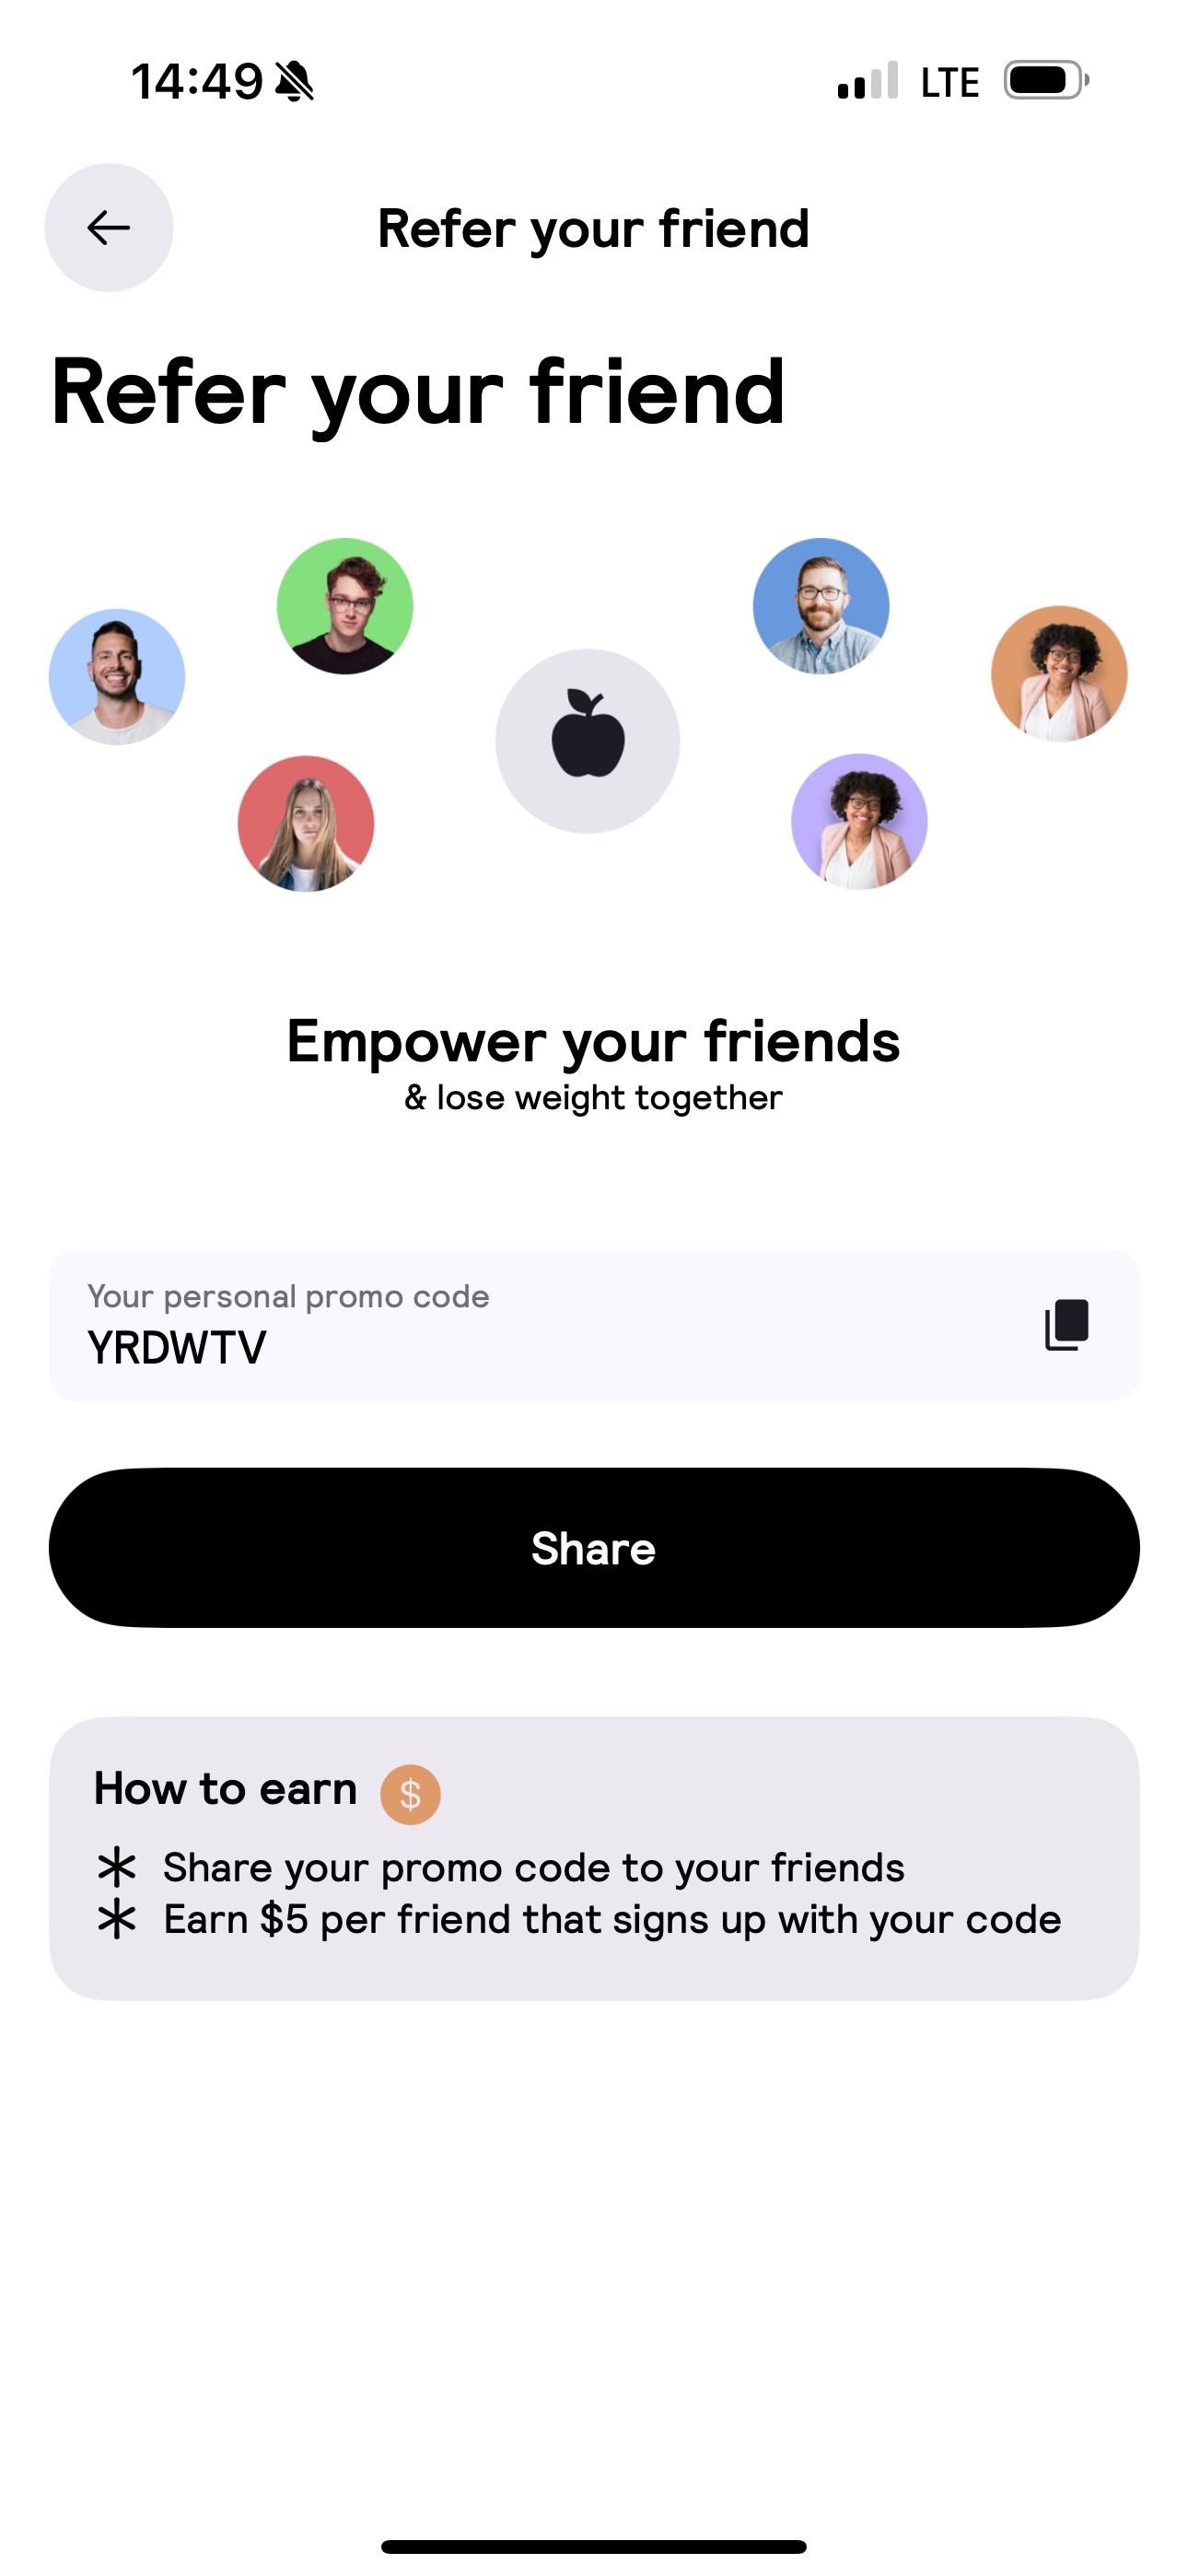 14:49 LTE
Refer your friend
Refer your friend
Empower your friends
& lose weight together
Your personal promo code
YRDWTV
Share
How to earn $
Share your promo code to your friends
Earn $5 per friend that signs up with your code